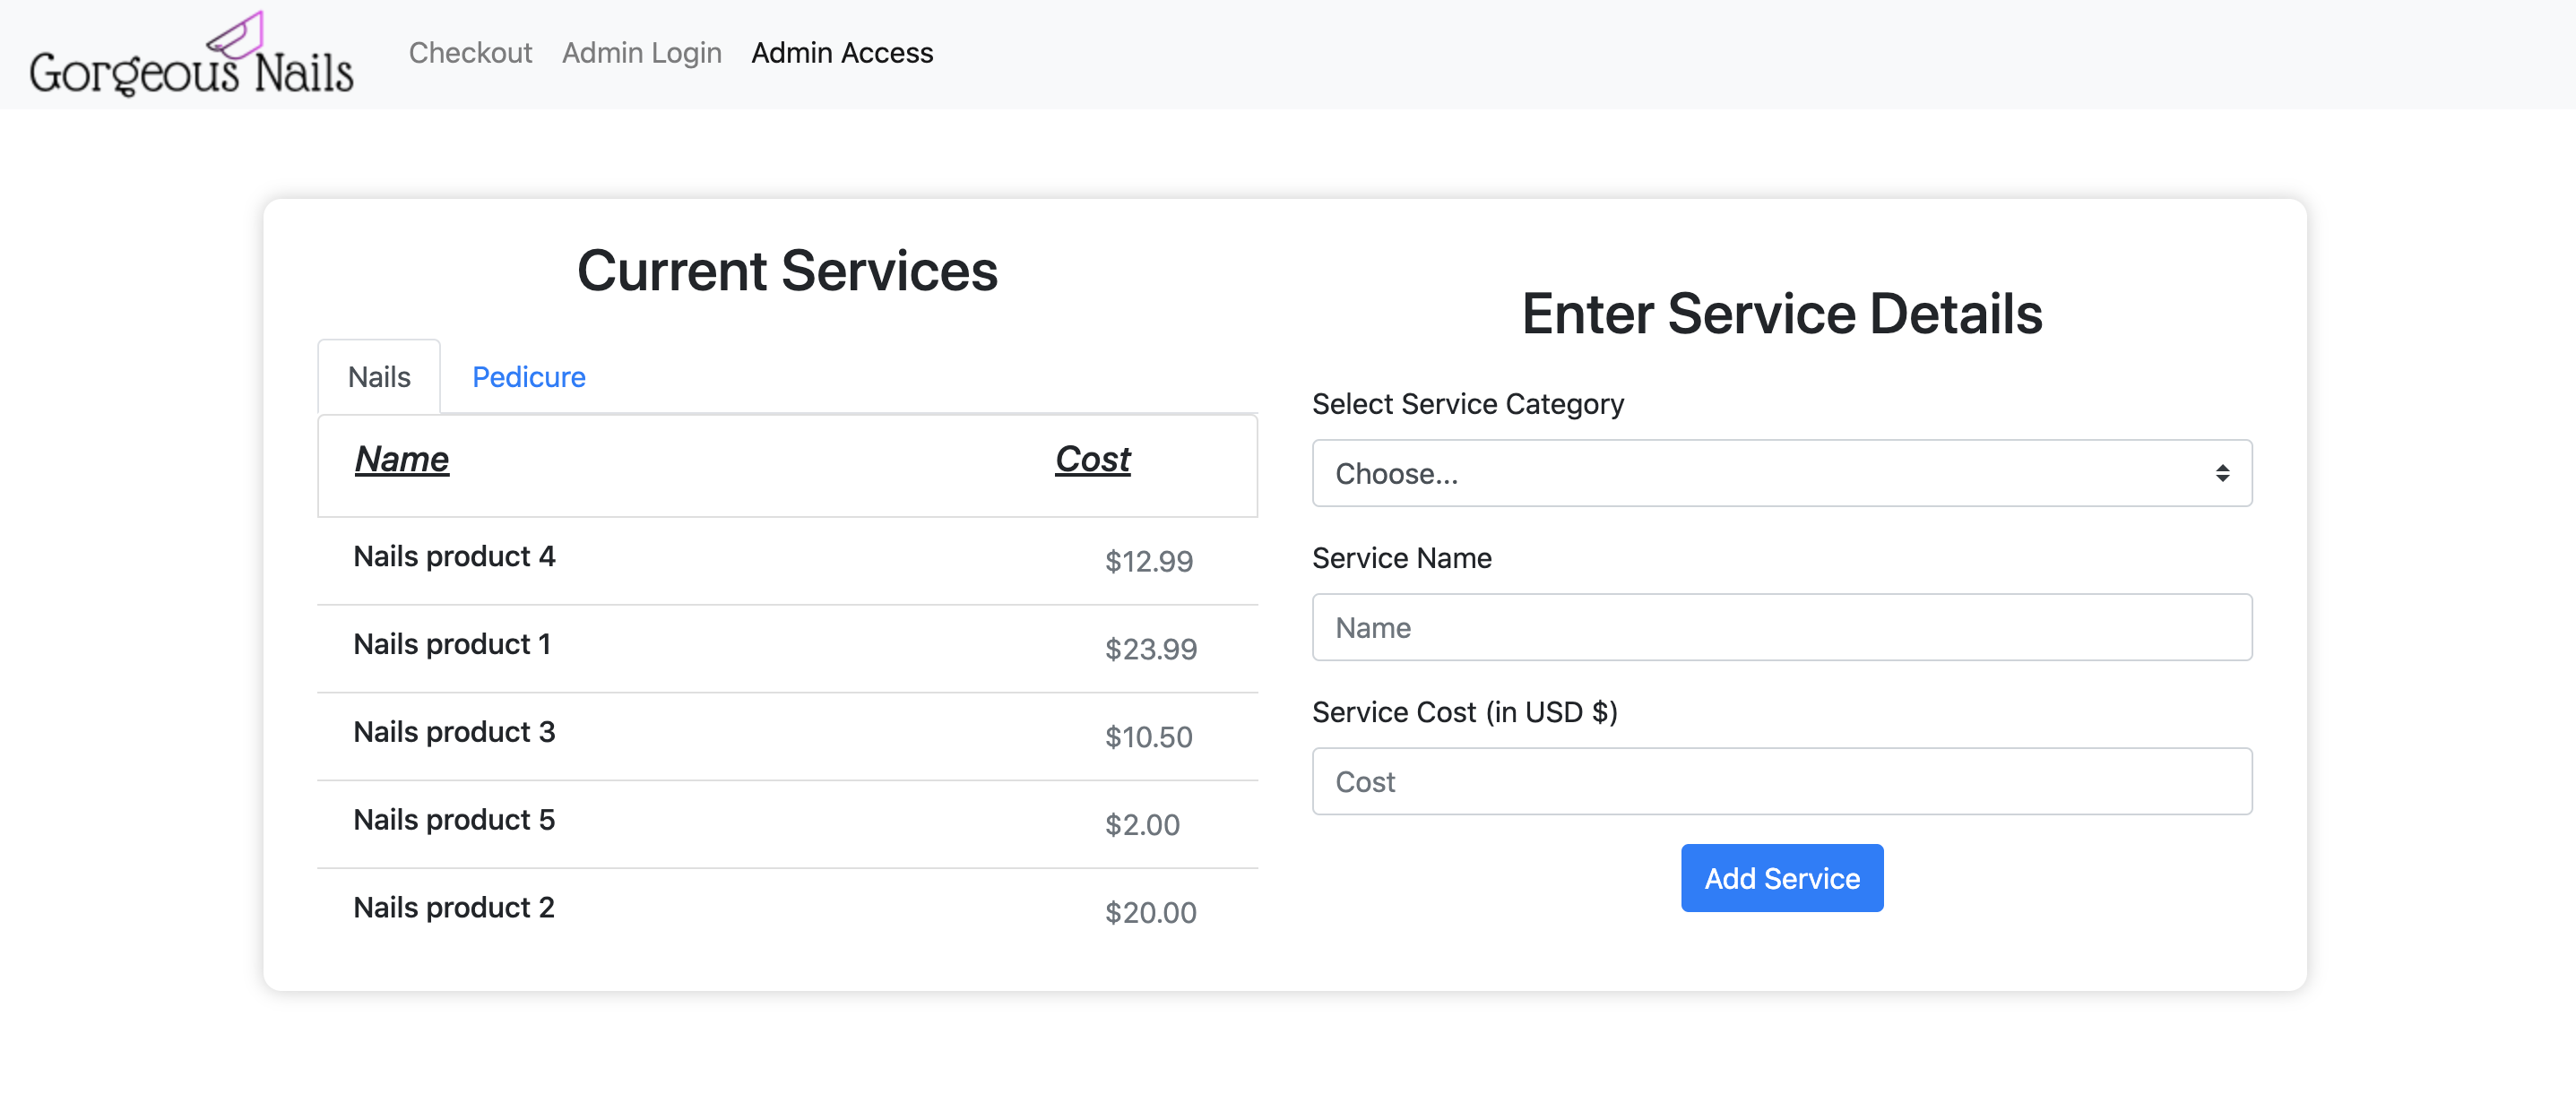 Gorgeous Nails
Checkout Admin Login Admin Access
Current Services
Nails Pedicure
Name Cost
Nails product 4 $12.99
Nails product 1 $23.99
Nails product 3 $10.50
Nails product 5 $2.00
Nails product 2 $20.00
Enter Service Details
Select Service Category
Choose...
Service Name
Name
Service Cost (in USD $)
Cost
Add Service